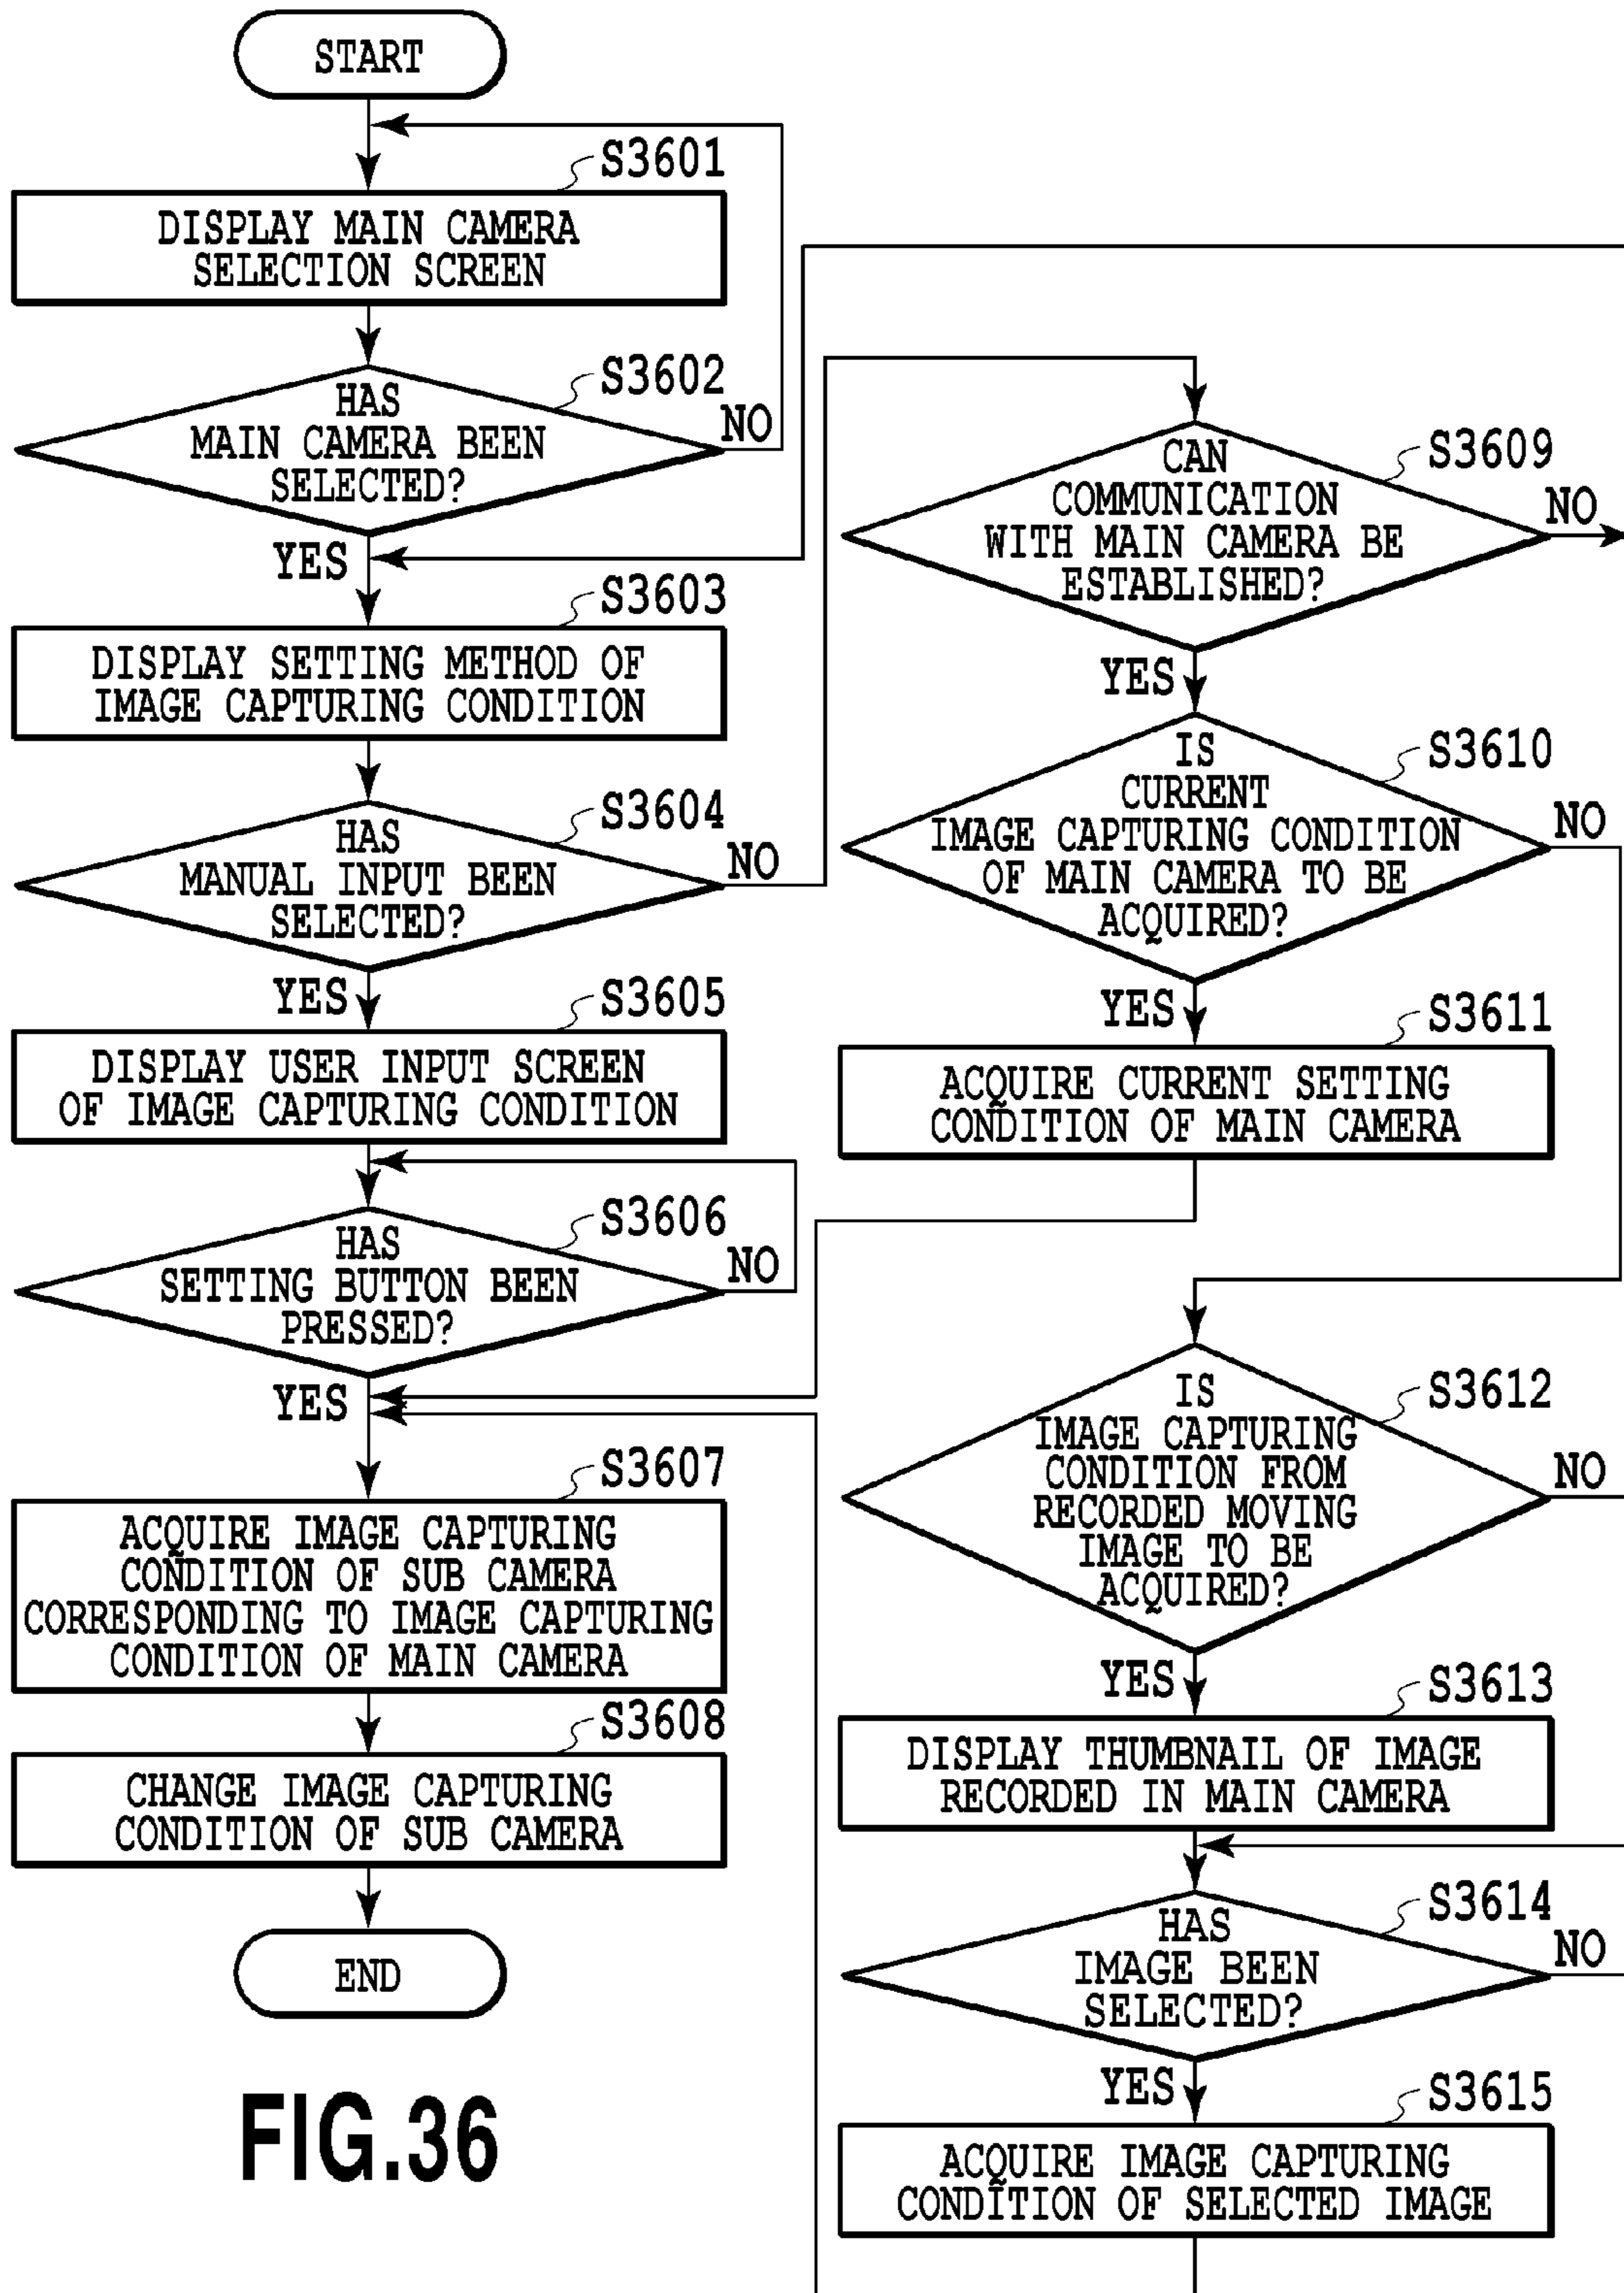 START
S3601
DISPLAY MAIN CAMERA
SELECTION SCREEN
S3602
HAS
MAIN CAMERA BEEN
SELECTED?
NO
YES
S3603
DISPLAY SETTING METHOD OF
IMAGE CAPTURING CONDITION
S3604
HAS
MANUAL INPUT BEEN
SELECTED?
NO
YES
S3605
DISPLAY USER INPUT SCREEN
OF IMAGE CAPTURING CONDITION
S3606
HAS
SETTING BUTTON BEEN
PRESSED?
NO
YES
S3607
ACQUIRE IMAGE CAPTURING
CONDITION OF SUB CAMERA
CORRESPONDING TO IMAGE CAPTURING
CONDITION OF MAIN CAMERA
S3608
CHANGE IMAGE CAPTURING
CONDITION OF SUB CAMERA
END
S3609
CAN
COMMUNICATION
WITH MAIN CAMERA BE
ESTABLISHED?
NO
YES
S3610
IS
CURRENT
IMAGE CAPTURING CONDITION
OF MAIN CAMERA TO BE
ACQUIRED?
NO
YES
S3611
ACQUIRE CURRENT SETTING
CONDITION OF MAIN CAMERA
S3612
IS
IMAGE CAPTURING
CONDITION FROM
RECORDED MOVING
IMAGE TO BE
ACQUIRED?
NO
YES
S3613
DISPLAY THUMBNAIL OF IMAGE
RECORDED IN MAIN CAMERA
S3614
HAS
IMAGE BEEN
SELECTED?
NO
YES
S3615
ACQUIRE IMAGE CAPTURING
CONDITION OF SELECTED IMAGE
FIG.36